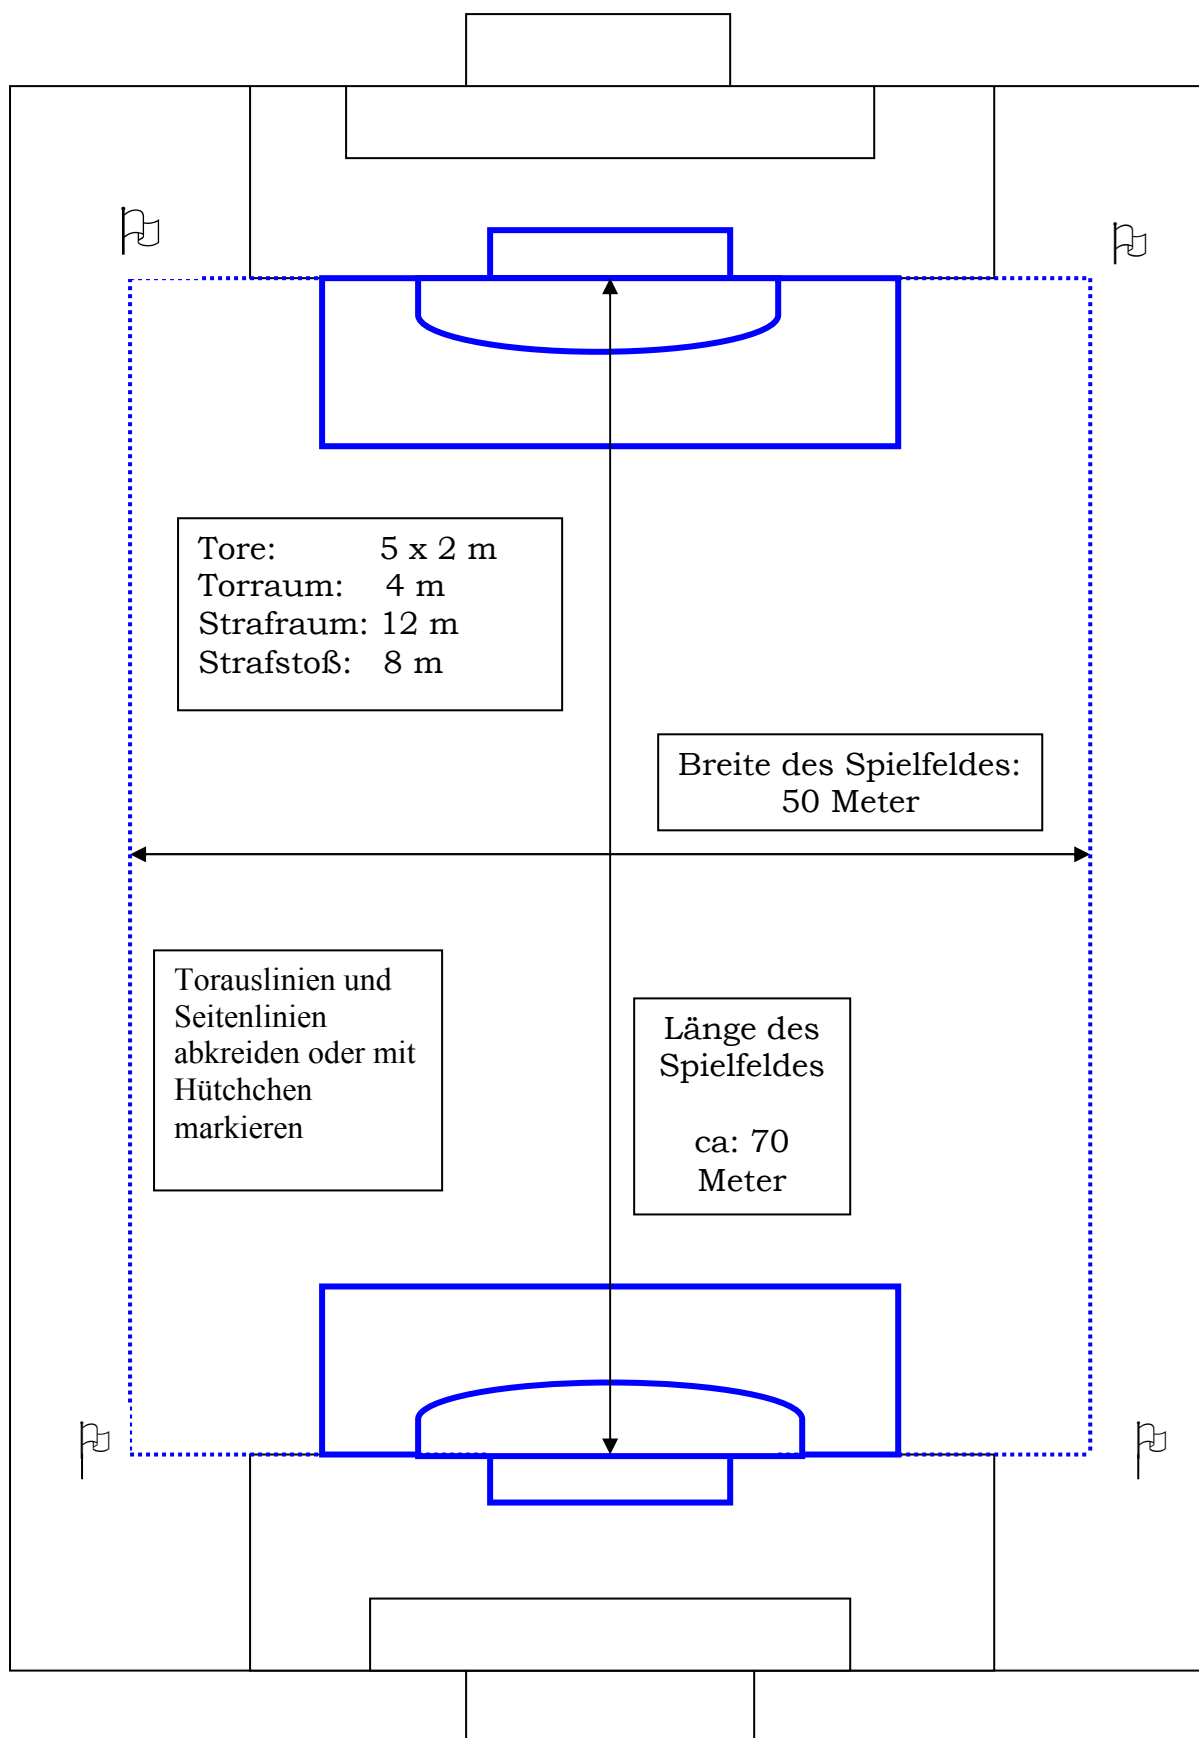 Tore: 5 x 2 m
Torraum: 4 m
Strafraum: 12 m
Strafstoß: 8 m
Breite des Spielfeldes:
50 Meter
Torauslinien und
Seitenlinien
abkreiden oder mit
Hütchchen
markieren
Länge des
Spielfeldes
ca: 70
Meter